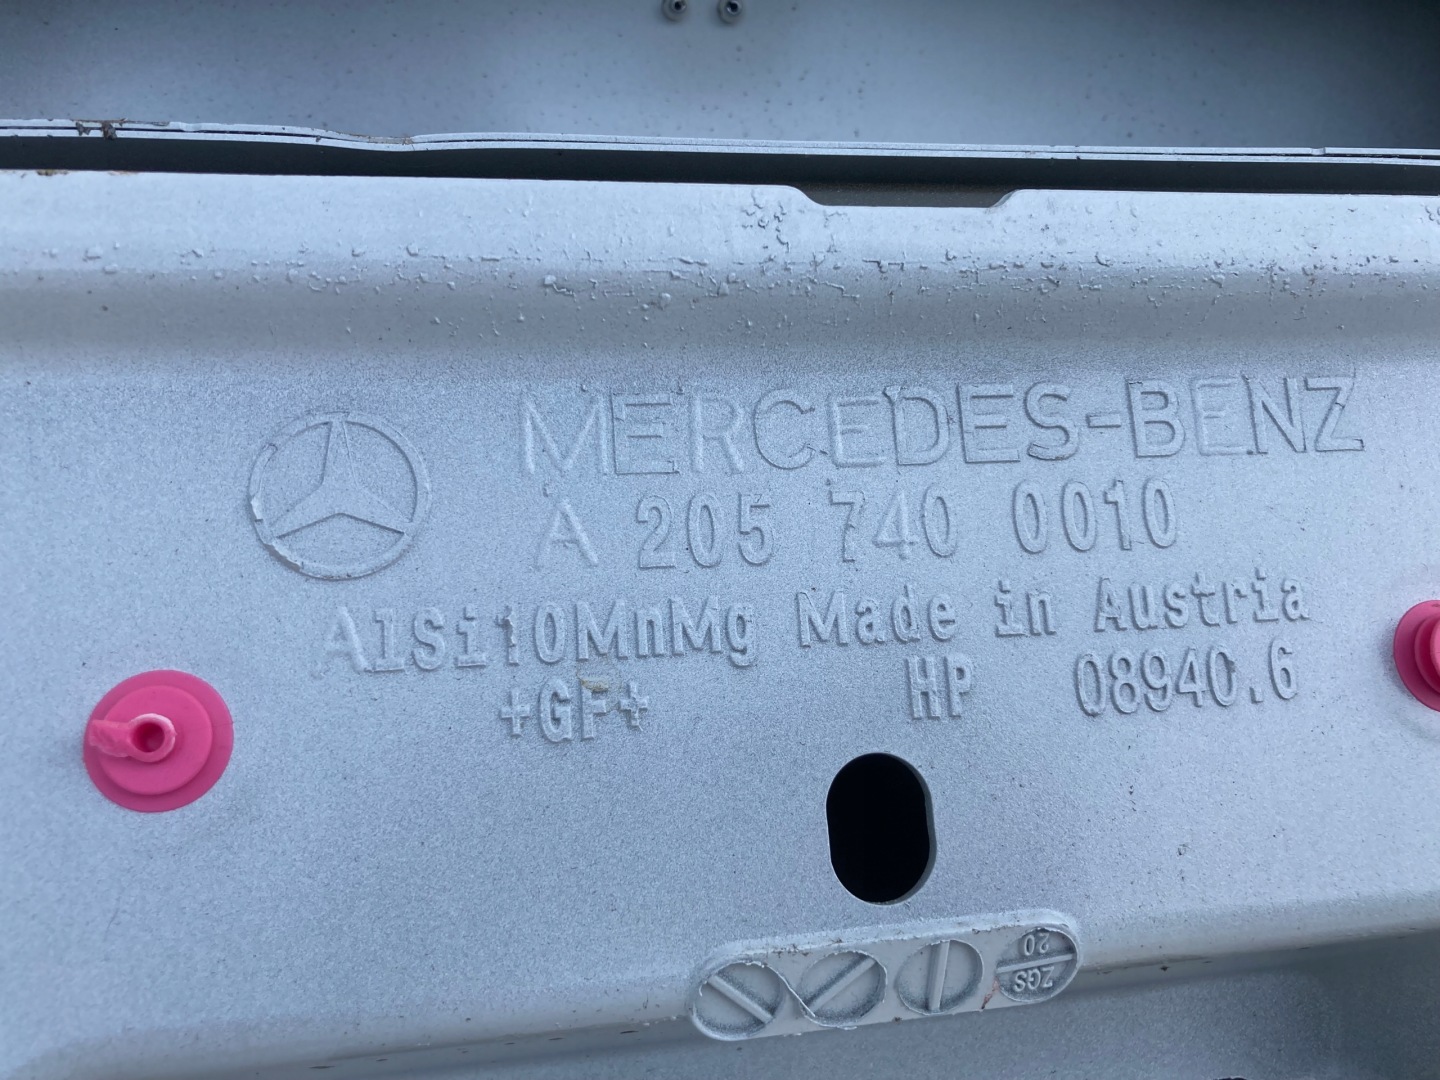 MERCEDES-BENZ
A 205 740 0010
AlSi10MnMg Made in Austria
+GF+ HP 08940.6
ZGS
20